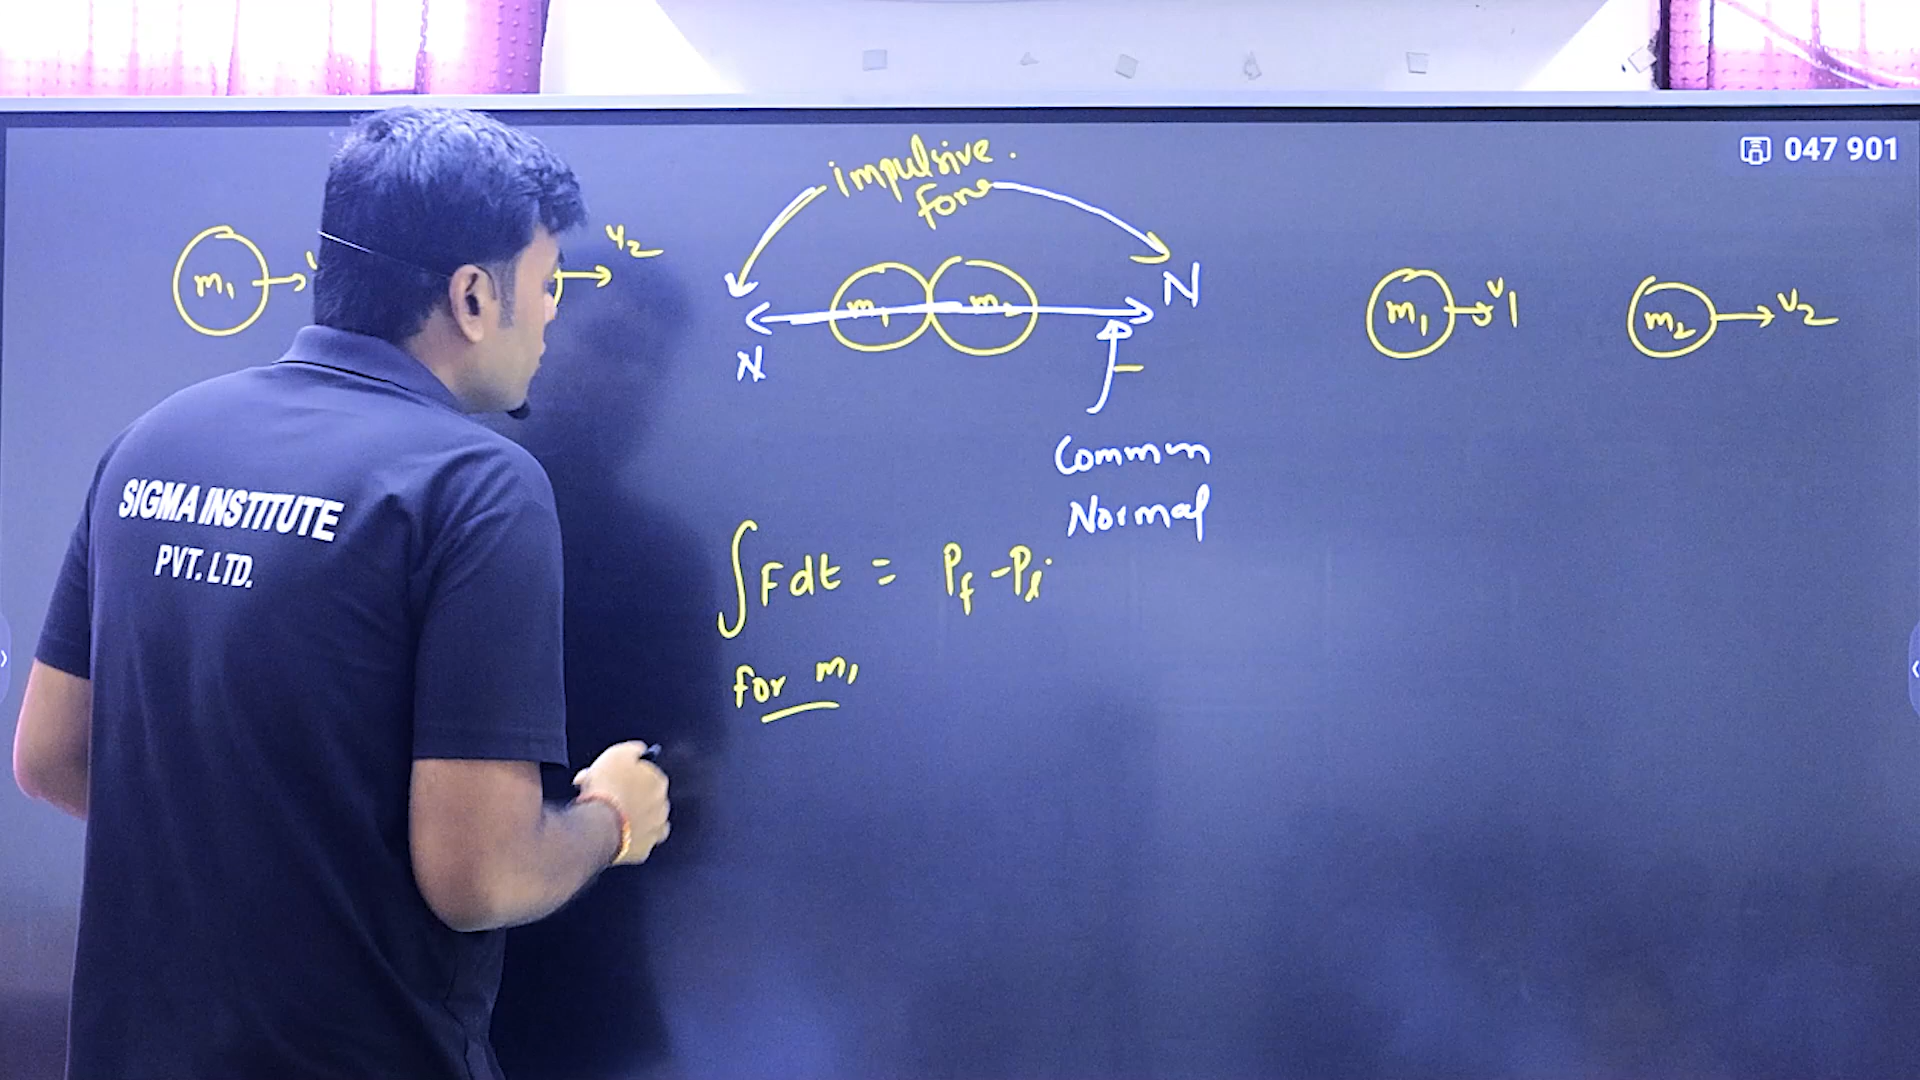 047 901
impulsive.
force
m₁
u₂
m₁ m₂
N
N
m₁ v1
m₂ v₂
Common
Normal
∫Fdt = Pf - Pi
for m₁
SIGMA INSTITUTE
PVT. LTD.